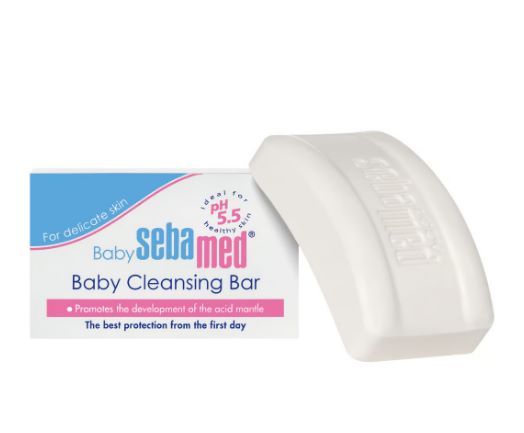 For delicate skin
ideal for
pH
5.5
healthy skin
Baby sebamed®
Baby Cleansing Bar
• Promotes the development of the acid mantle
The best protection from the first day
sebamed